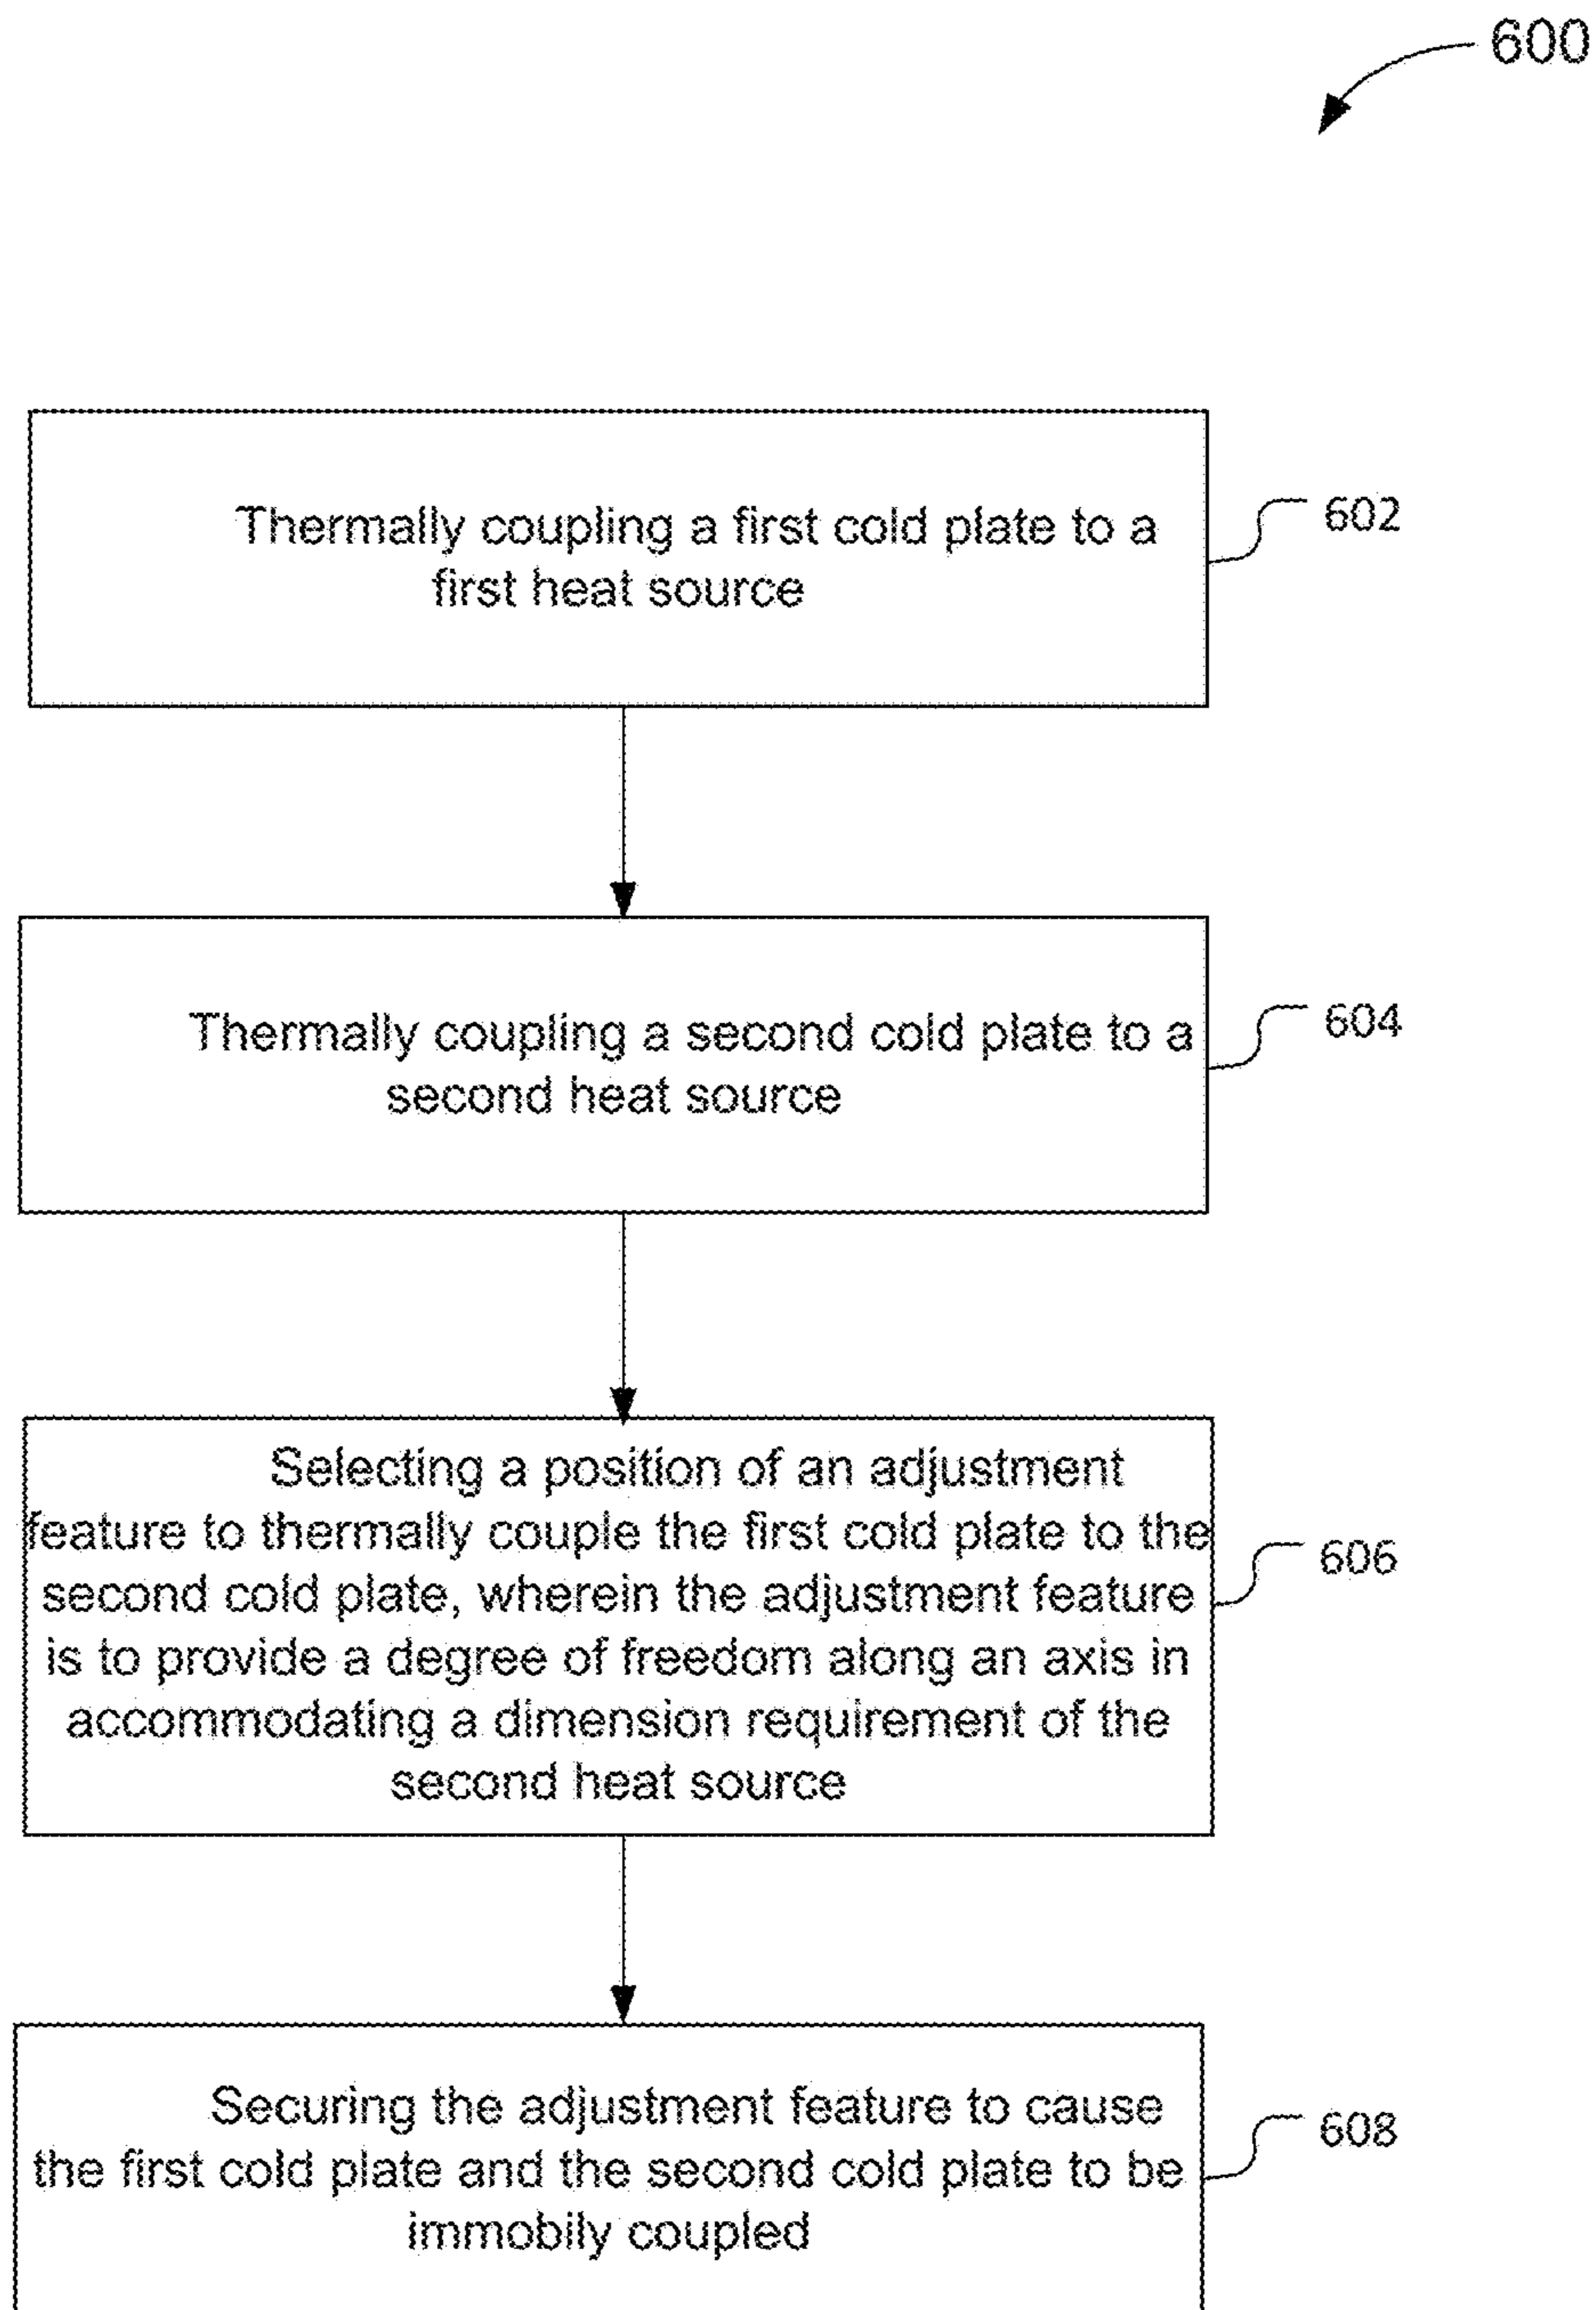 600
Thermally coupling a first cold plate to a
first heat source
602
Thermally coupling a second cold plate to a
second heat source
604
Selecting a position of an adjustment
feature to thermally couple the first cold plate to the
second cold plate, wherein the adjustment feature
is to provide a degree of freedom along an axis in
accommodating a dimension requirement of the
second heat source
606
Securing the adjustment feature to cause
the first cold plate and the second cold plate to be
immobily coupled
608